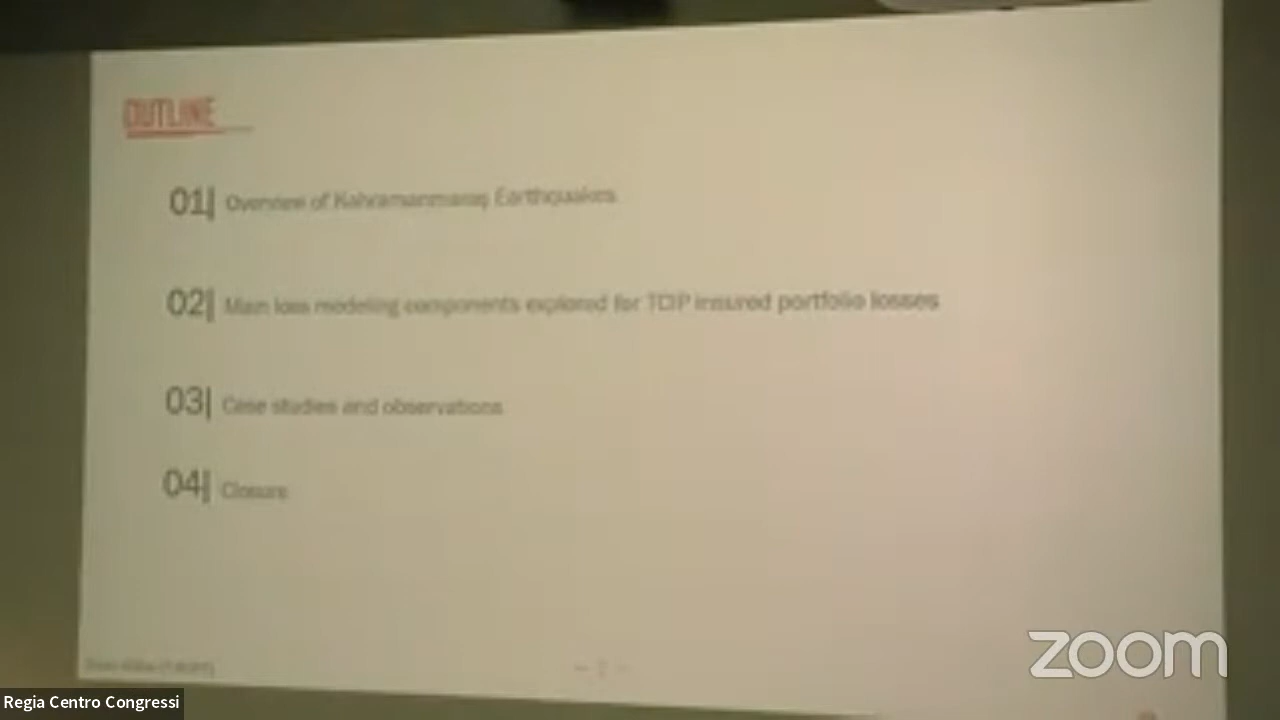 OUTLINE
01| Overview of Kahramanmaraş Earthquakes
02| Main loss modeling components explored for TCIP insured portfolio losses
03| Case studies and observations
04| Closure
2
zoom
Regia Centro Congressi